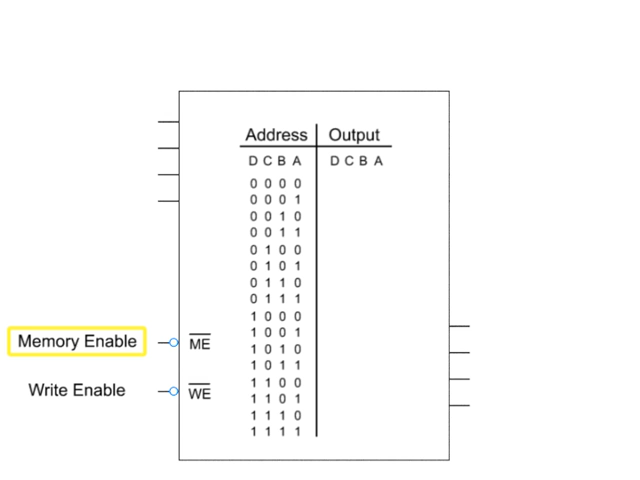 Address Output
D C B A D C B A
0 0 0 0
0 0 0 1
0 0 1 0
0 0 1 1
0 1 0 0
0 1 0 1
0 1 1 0
0 1 1 1
1 0 0 0
1 0 0 1
1 0 1 0
1 0 1 1
1 1 0 0
1 1 0 1
1 1 1 0
1 1 1 1
Memory Enable ME
Write Enable WE